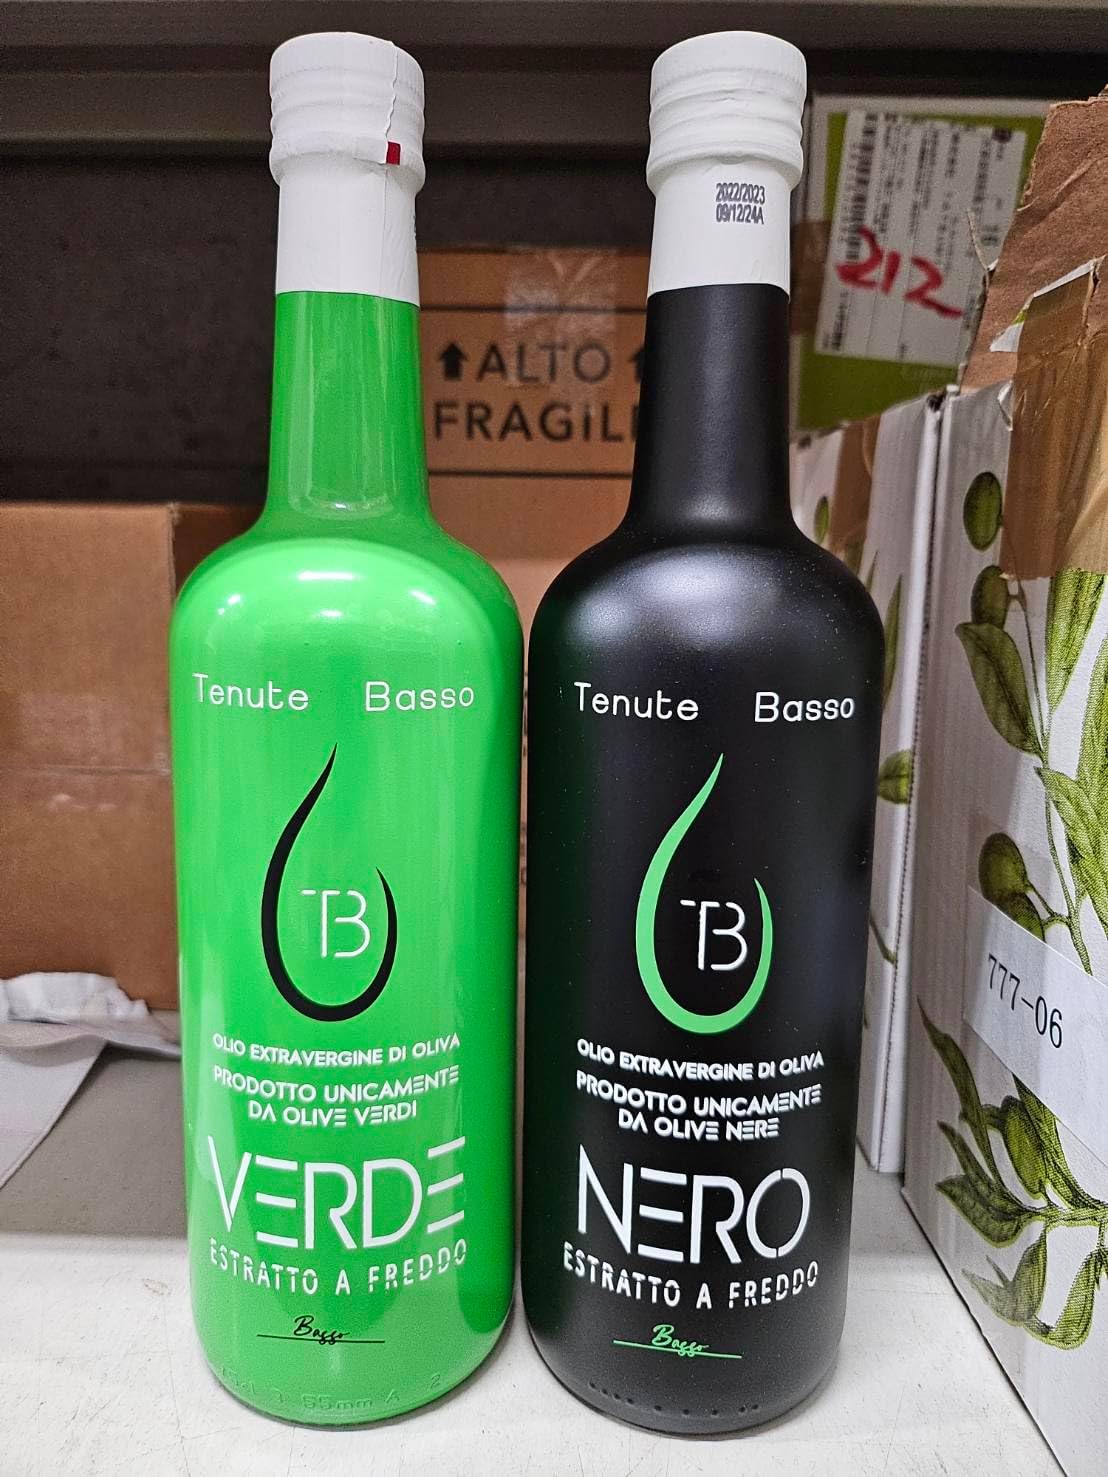 2022/2023
09/12/24A
212
ALTO
FRAGiL
Tenute Basso
TB
OLIO EXTRAVERGINE DI OLIVA
PRODOTTO UNICAMENTE
DA OLIVE VERDI
VERDE
ESTRATTO A FREDDO
Basso
Tenute Basso
TB
OLIO EXTRAVERGINE DI OLIVA
PRODOTTO UNICAMENTE
DA OLIVE NERE
NERO
ESTRATTO A FREDDO
Basso
777-06